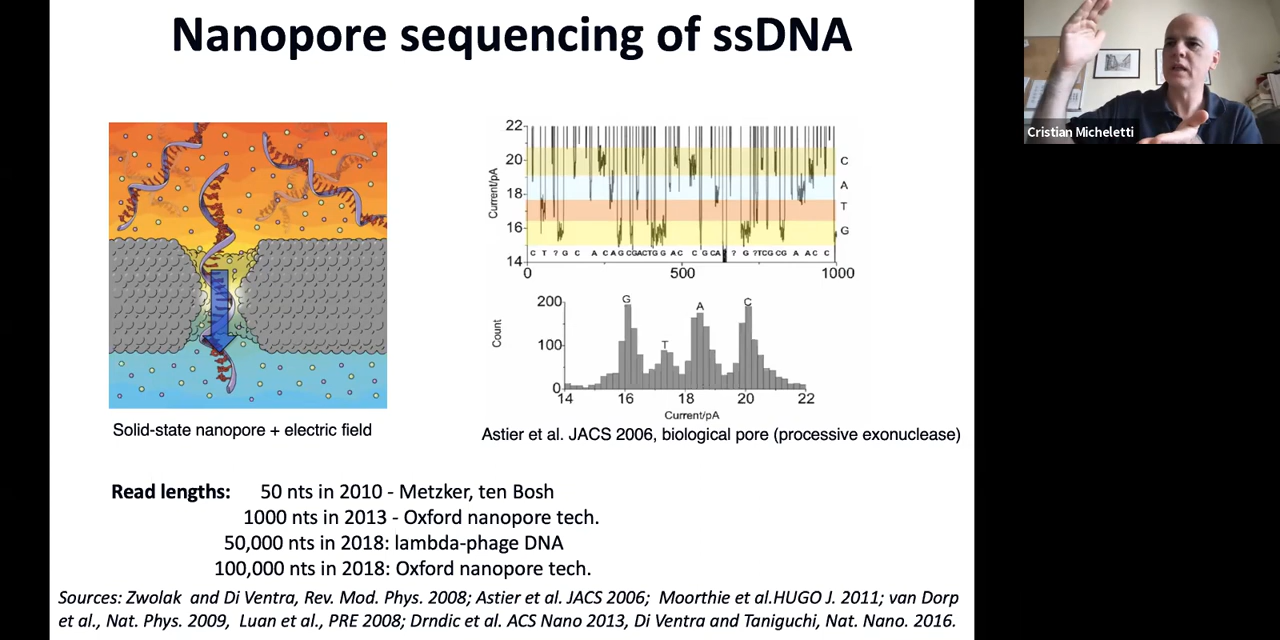 Nanopore sequencing of ssDNA
Cristian Micheletti
22
20
18
16
14
Current/pA
C
A
T
G
C T ? G C A C A G C G A C T G G A C C G C A ? ? G ? T C G C G A A C C
0 500 1000
200
100
0
Count
G
T
A
C
14 16 18 20 22
Current/pA
Solid-state nanopore + electric field
Astier et al. JACS 2006, biological pore (processive exonuclease)
Read lengths: 50 nts in 2010 - Metzker, ten Bosh
1000 nts in 2013 - Oxford nanopore tech.
50,000 nts in 2018: lambda-phage DNA
100,000 nts in 2018: Oxford nanopore tech.
Sources: Zwolak and Di Ventra, Rev. Mod. Phys. 2008; Astier et al. JACS 2006; Moorthie et al.HUGO J. 2011; van Dorp
et al., Nat. Phys. 2009, Luan et al., PRE 2008; Drndic et al. ACS Nano 2013, Di Ventra and Taniguchi, Nat. Nano. 2016.